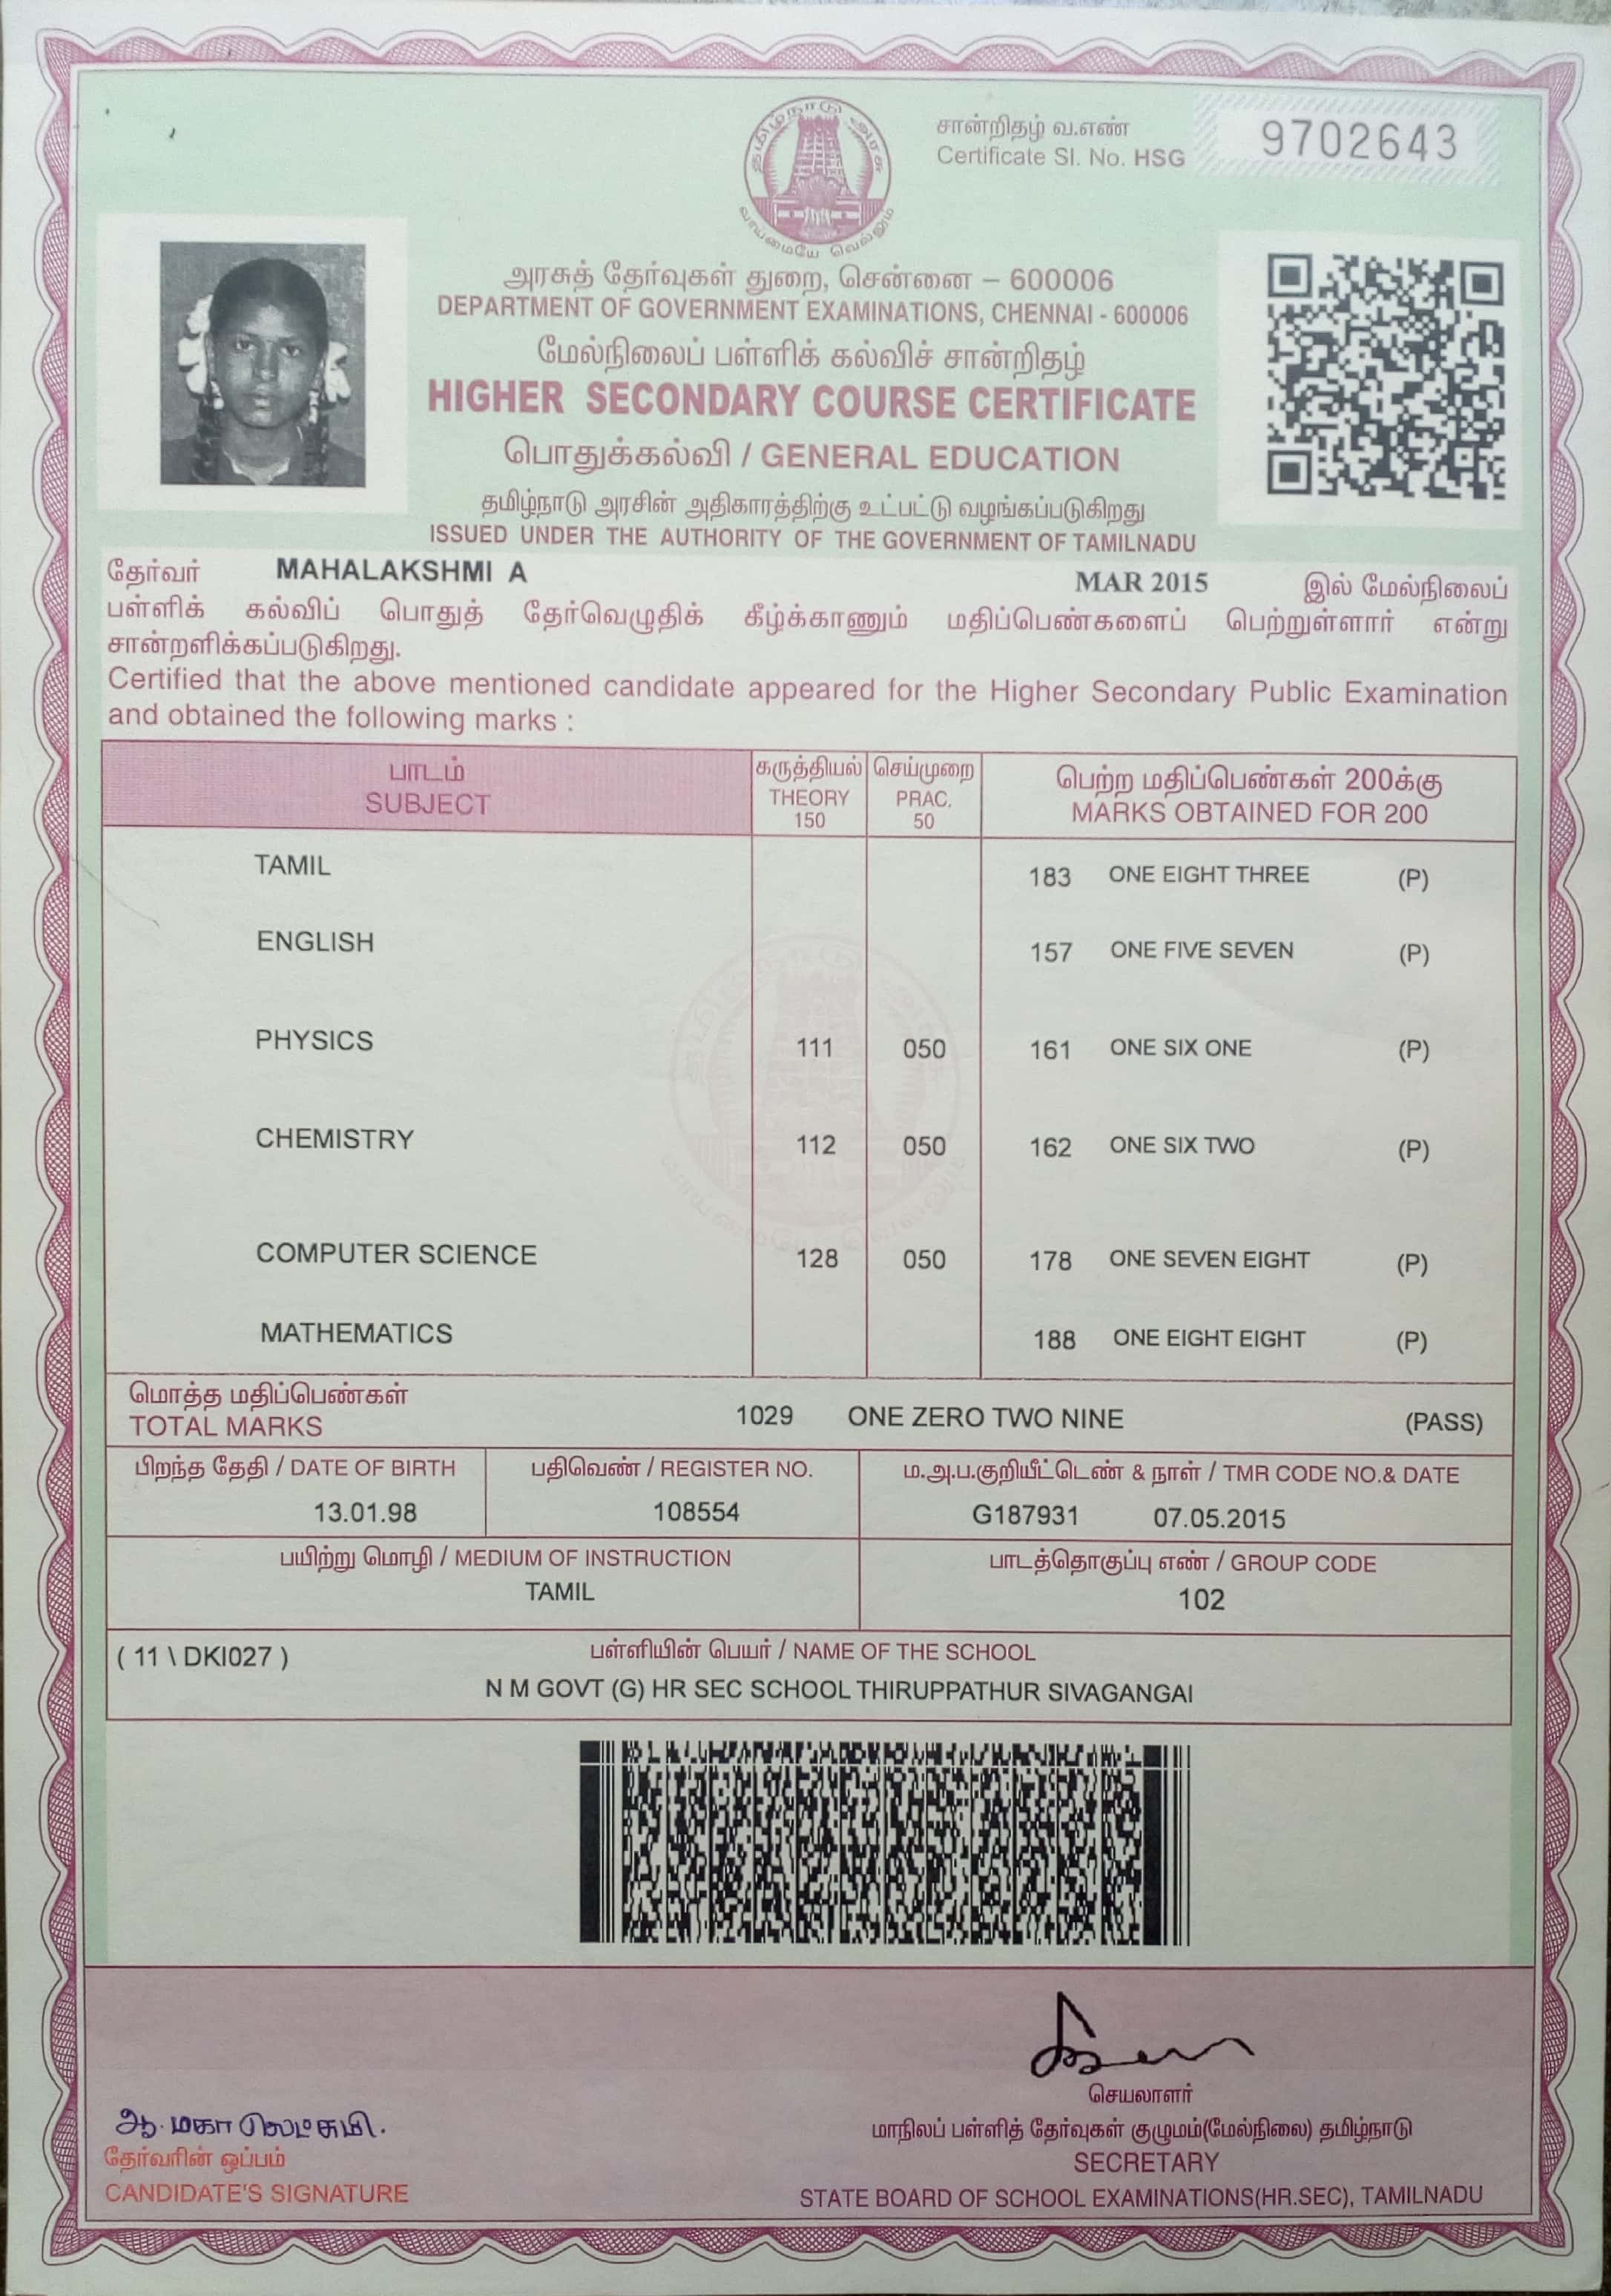 தமிழ்நாடு அரசு
வாய்மையே வெல்லும்
சான்றிதழ் வ.எண்
Certificate Sl. No. HSG 9702643
அரசுத் தேர்வுகள் துறை, சென்னை – 600006
DEPARTMENT OF GOVERNMENT EXAMINATIONS, CHENNAI - 600006
மேல்நிலைப் பள்ளிக் கல்விச் சான்றிதழ்
HIGHER SECONDARY COURSE CERTIFICATE
பொதுக்கல்வி / GENERAL EDUCATION
தமிழ்நாடு அரசின் அதிகாரத்திற்கு உட்பட்டு வழங்கப்படுகிறது
ISSUED UNDER THE AUTHORITY OF THE GOVERNMENT OF TAMILNADU
தேர்வர் MAHALAKSHMI A MAR 2015 இல் மேல்நிலைப்
பள்ளிக் கல்விப் பொதுத் தேர்வெழுதிக் கீழ்க்காணும் மதிப்பெண்களைப் பெற்றுள்ளார் என்று
சான்றளிக்கப்படுகிறது.
Certified that the above mentioned candidate appeared for the Higher Secondary Public Examination
and obtained the following marks :
பாடம் கருத்தியல் செய்முறை பெற்ற மதிப்பெண்கள் 200க்கு
SUBJECT THEORY PRAC. MARKS OBTAINED FOR 200
150 50
TAMIL 183 ONE EIGHT THREE (P)
ENGLISH 157 ONE FIVE SEVEN (P)
PHYSICS 111 050 161 ONE SIX ONE (P)
CHEMISTRY 112 050 162 ONE SIX TWO (P)
COMPUTER SCIENCE 128 050 178 ONE SEVEN EIGHT (P)
MATHEMATICS 188 ONE EIGHT EIGHT (P)
மொத்த மதிப்பெண்கள்
TOTAL MARKS 1029 ONE ZERO TWO NINE (PASS)
பிறந்த தேதி / DATE OF BIRTH பதிவெண் / REGISTER NO. ம.அ.ப.குறியீட்டெண் & நாள் / TMR CODE NO.& DATE
13.01.98 108554 G187931 07.05.2015
பயிற்று மொழி / MEDIUM OF INSTRUCTION பாடத்தொகுப்பு எண் / GROUP CODE
TAMIL 102
( 11 \ DKI027 ) பள்ளியின் பெயர் / NAME OF THE SCHOOL
N M GOVT (G) HR SEC SCHOOL THIRUPPATHUR SIVAGANGAI
செயலாளர்
ஆ. மகாலெட்சுமி. மாநிலப் பள்ளித் தேர்வுகள் குழுமம்(மேல்நிலை) தமிழ்நாடு
தேர்வரின் ஒப்பம் SECRETARY
CANDIDATE'S SIGNATURE STATE BOARD OF SCHOOL EXAMINATIONS(HR.SEC), TAMILNADU